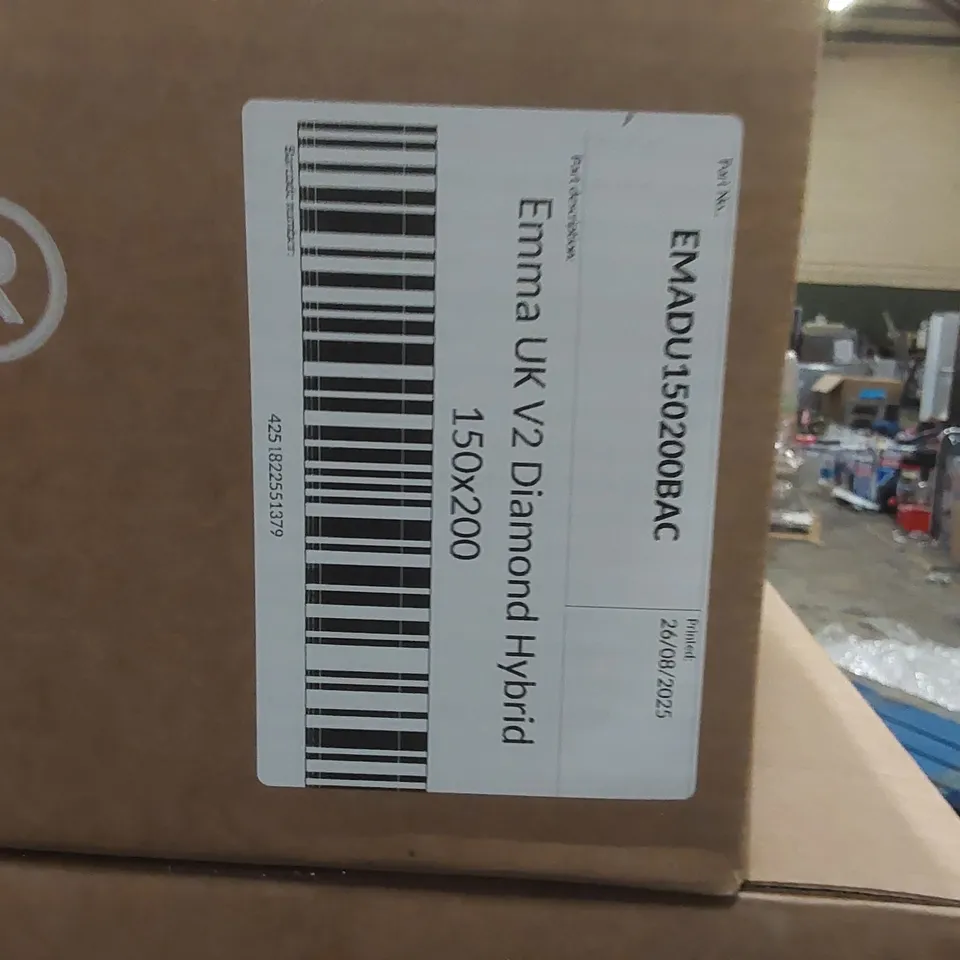 Part No.
EMADU150200BAC
Printed:
26/08/2025
Part description:
Emma UK V2 Diamond Hybrid
150x200
Barcode number:
4251822551379
R